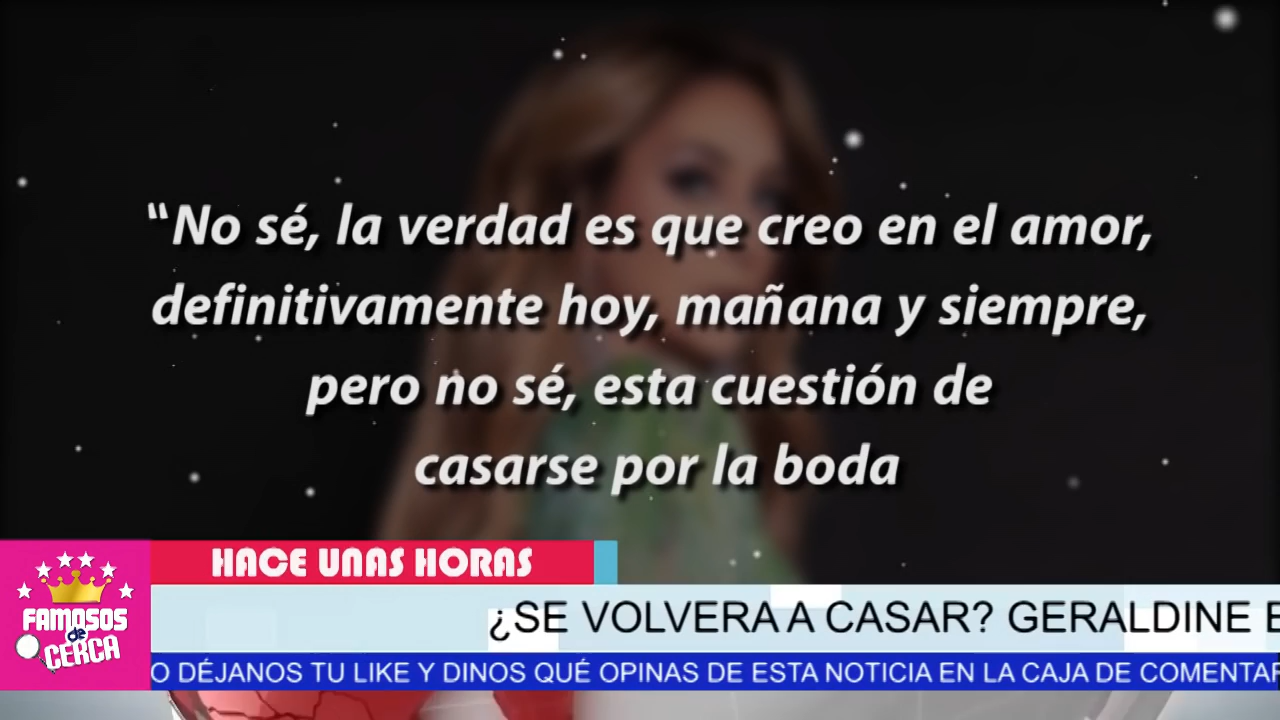 “No sé, la verdad es que creo en el amor,
definitivamente hoy, mañana y siempre,
pero no sé, esta cuestión de
casarse por la boda
HACE UNAS HORAS
FAMOSOS
de
CERCA
¿SE VOLVERA A CASAR? GERALDINE
O DÉJANOS TU LIKE Y DINOS QUÉ OPINAS DE ESTA NOTICIA EN LA CAJA DE